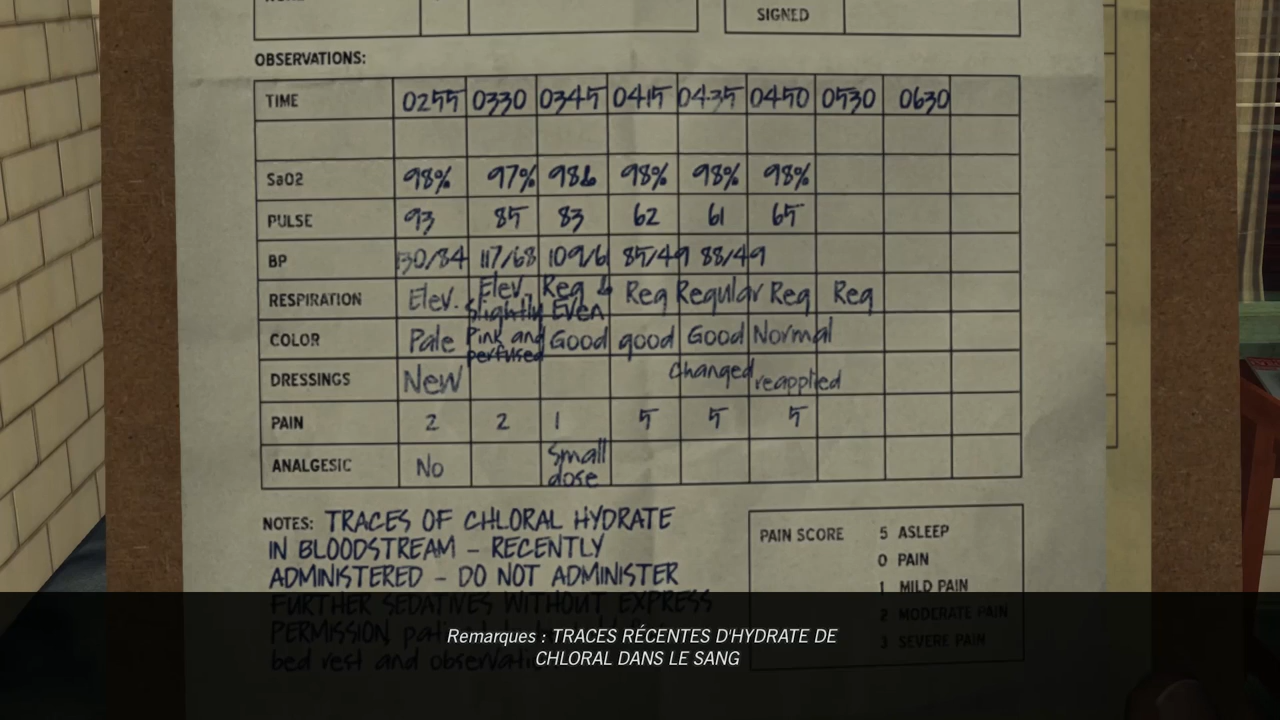 SIGNED
OBSERVATIONS:
TIME 0255 0330 0345 0415 0435 0450 0530 0630
SaO2 98% 97% 98% 98% 98% 98%
PULSE 93 85 83 62 61 65
BP 130/84 117/68 109/6 85/49 88/49
RESPIRATION Elev. Elev. slightly Reg & Even Reg Regular Reg Reg
COLOR Pale Pink and perfused Good good Good Normal
DRESSINGS New Changed reapplied
PAIN 2 2 1 5 5 5
ANALGESIC No Small dose
NOTES: TRACES OF CHLORAL HYDRATE
IN BLOODSTREAM - RECENTLY
ADMINISTERED - DO NOT ADMINISTER
FURTHER SEDATIVES WITHOUT EXPRESS
PERMISSION
bed rest and observation
PAIN SCORE 5 ASLEEP
0 PAIN
1 MILD PAIN
2 MODERATE PAIN
3 SEVERE PAIN
Remarques : TRACES RÉCENTES D'HYDRATE DE
CHLORAL DANS LE SANG